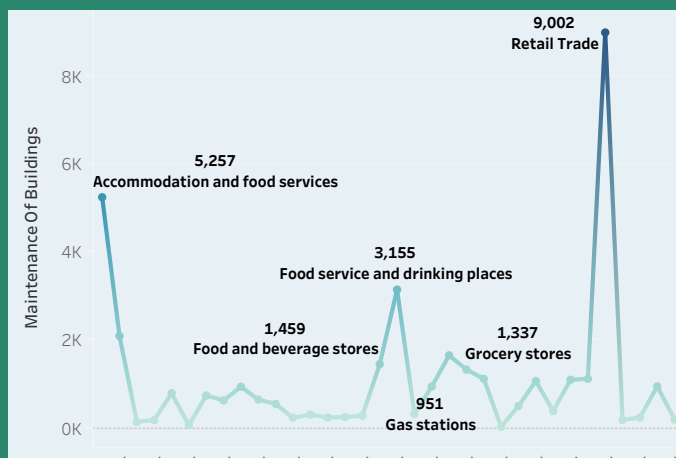 9,002
Retail Trade
8K
6K
5,257
Accommodation and food services
4K
3,155
Food service and drinking places
2K
1,459
Food and beverage stores
1,337
Grocery stores
951
Gas stations
0K
Maintenance Of Buildings